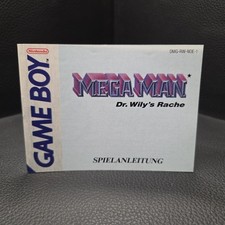 Nintendo
GAME BOY
MEGA MAN
Dr. Wily's Rache
SPIELANLEITUNG